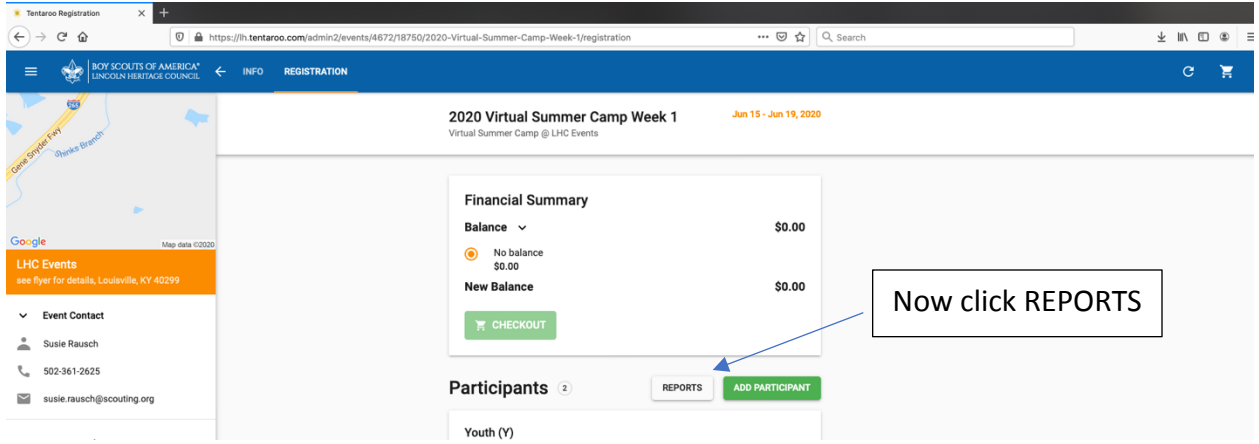 Tentaroo Registration
https://lh.tentaroo.com/admin2/events/4672/18750/2020-Virtual-Summer-Camp-Week-1/registration
Search
BOY SCOUTS OF AMERICA®
LINCOLN HERITAGE COUNCIL
INFO
REGISTRATION
265
Gene Snyder Fwy
Shinks Branch
Google
Map data ©2020
2020 Virtual Summer Camp Week 1
Jun 15 - Jun 19, 2020
Virtual Summer Camp @ LHC Events
LHC Events
see flyer for details, Louisville, KY 40299
Event Contact
Susie Rausch
502-361-2625
susie.rausch@scouting.org
Financial Summary
Balance
$0.00
No balance
$0.00
New Balance
$0.00
CHECKOUT
Now click REPORTS
Participants 2
REPORTS
ADD PARTICIPANT
Youth (Y)